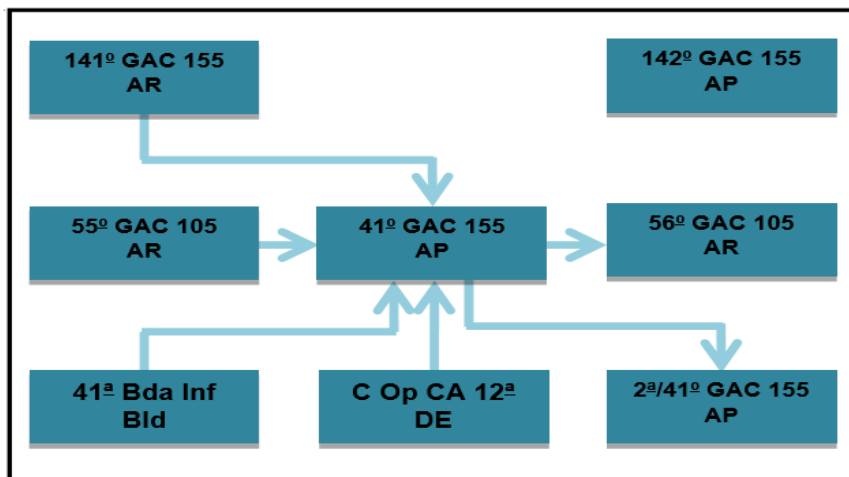 141º GAC 155
AR
142º GAC 155
AP
55º GAC 105
AR
41º GAC 155
AP
56º GAC 105
AR
41ª Bda Inf
Bld
C Op CA 12ª
DE
2ª/41º GAC 155
AP